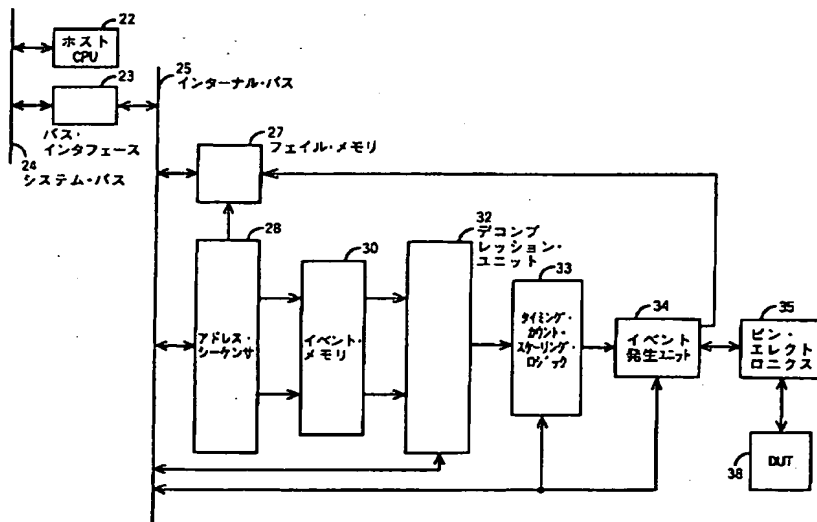 22
ホスト
CPU
23
バス・
インタフェース
24
システム・バス
25
インターナル・バス
27
フェイル・メモリ
28
アドレス・
シーケンサ
30
イベント・
メモリ
32
デコンプ
レッション・
ユニット
33
タイミング・
カウント・
スケーリング・
ロジック
34
イベント
発生ユニット
35
ピン・
エレクト
ロニクス
38
DUT